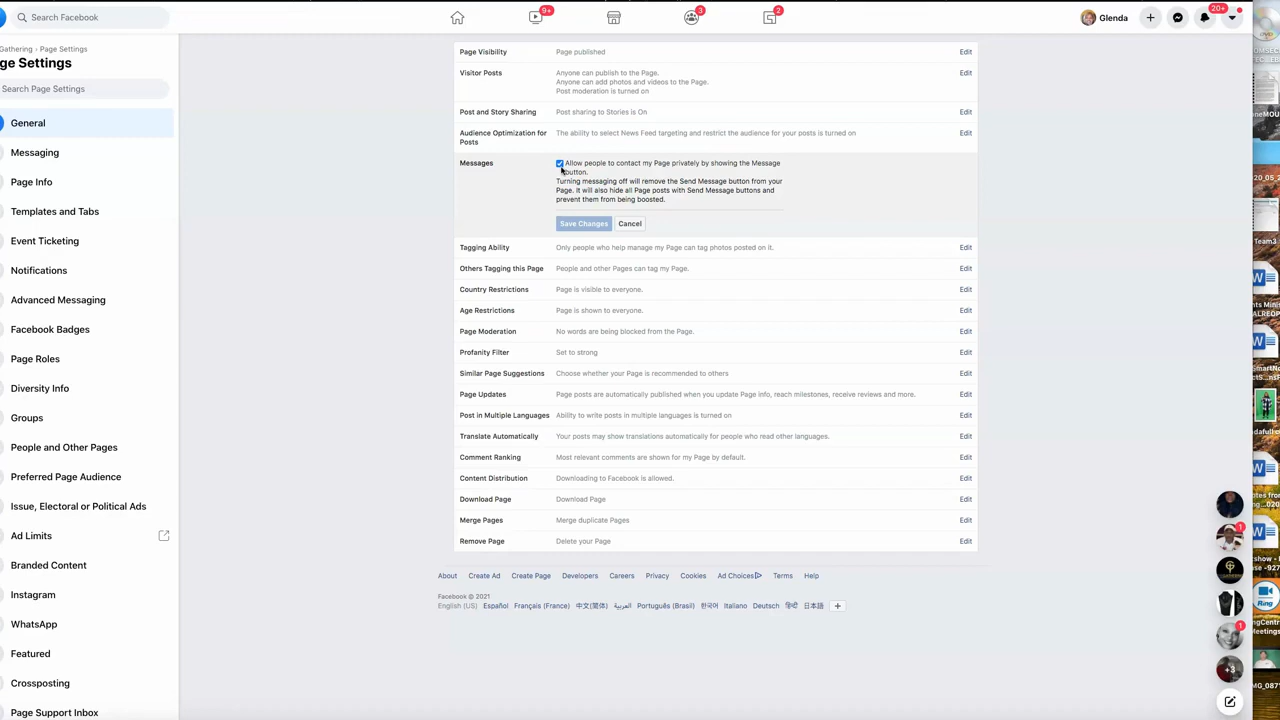 Search Facebook
9+
3
2
Glenda
20+
Gathering › Page Settings
ge Settings
Search Page Settings
General
Messaging
Page Info
Templates and Tabs
Event Ticketing
Notifications
Advanced Messaging
Facebook Badges
Page Roles
Diversity Info
Groups
People and Other Pages
Preferred Page Audience
Issue, Electoral or Political Ads
Ad Limits
Branded Content
Instagram
WhatsApp
Featured
Crossposting
Page Support Inbox
Page Visibility Page published Edit
Visitor Posts Anyone can publish to the Page. Edit
Anyone can add photos and videos to the Page.
Post moderation is turned on
Post and Story Sharing Post sharing to Stories is On Edit
Audience Optimization for The ability to select News Feed targeting and restrict the audience for your posts is turned on Edit
Posts
Messages Allow people to contact my Page privately by showing the Message
button.
Turning messaging off will remove the Send Message button from your
Page. It will also hide all Page posts with Send Message buttons and
prevent them from being boosted.
Save Changes Cancel
Tagging Ability Only people who help manage my Page can tag photos posted on it. Edit
Others Tagging this Page People and other Pages can tag my Page. Edit
Country Restrictions Page is visible to everyone. Edit
Age Restrictions Page is shown to everyone. Edit
Page Moderation No words are being blocked from the Page. Edit
Profanity Filter Set to strong Edit
Similar Page Suggestions Choose whether your Page is recommended to others Edit
Page Updates Page posts are automatically published when you update Page info, reach milestones, receive reviews and more. Edit
Post in Multiple Languages Ability to write posts in multiple languages is turned on Edit
Translate Automatically Your posts may show translations automatically for people who read other languages. Edit
Comment Ranking Most relevant comments are shown for my Page by default. Edit
Content Distribution Downloading to Facebook is allowed. Edit
Download Page Download Page Edit
Merge Pages Merge duplicate Pages Edit
Remove Page Delete your Page Edit
About Create Ad Create Page Developers Careers Privacy Cookies Ad Choices Terms Help
Facebook © 2021
English (US) Español Français (France) 中文(简体) العربية Português (Brasil) 한국어 Italiano Deutsch हिन्दी 日本語 +
1
1
+3
DVD
neMOU
2020_05_2
Team3
W
nts Minis
W
W
W
Ring
ngCentr
Meetings
MG_0871